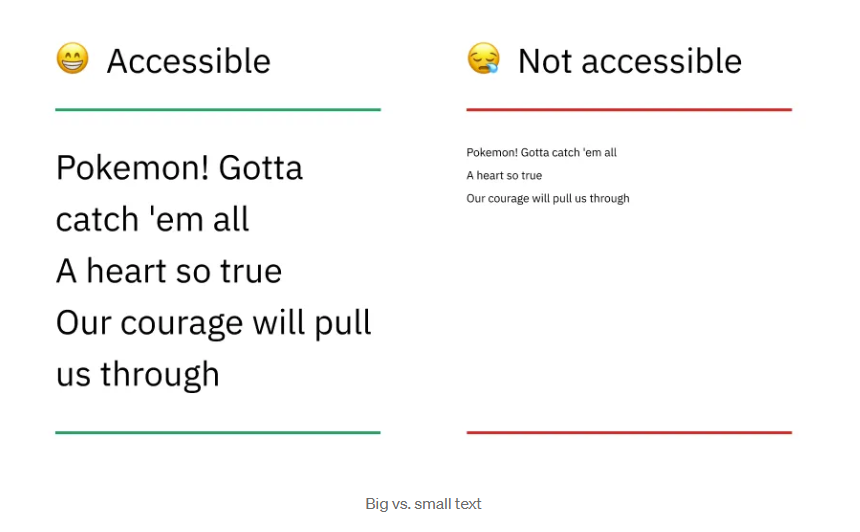 😁 Accessible
Pokemon! Gotta
catch 'em all
A heart so true
Our courage will pull
us through
😪 Not accessible
Pokemon! Gotta catch 'em all
A heart so true
Our courage will pull us through
Big vs. small text